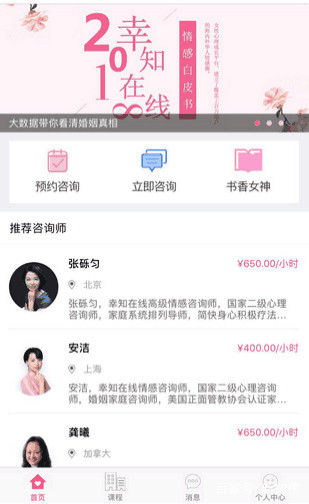 2018
幸知在线
情感白皮书
大数据带你看清婚姻真相
预约咨询
立即咨询
书香女神
推荐咨询师
张砾匀
¥650.00/小时
北京
张砾匀，幸知在线高级情感咨询师，国家二级心理
咨询师，家庭系统排列导师，简快身心积极疗法...
安洁
¥400.00/小时
上海
安洁，幸知在线情感咨询师，国家二级心理咨询
师，婚姻家庭咨询师，美国正面管教协会认证家...
龚曦
¥650.00/小时
加拿大
首页
课程
消息
个人中心